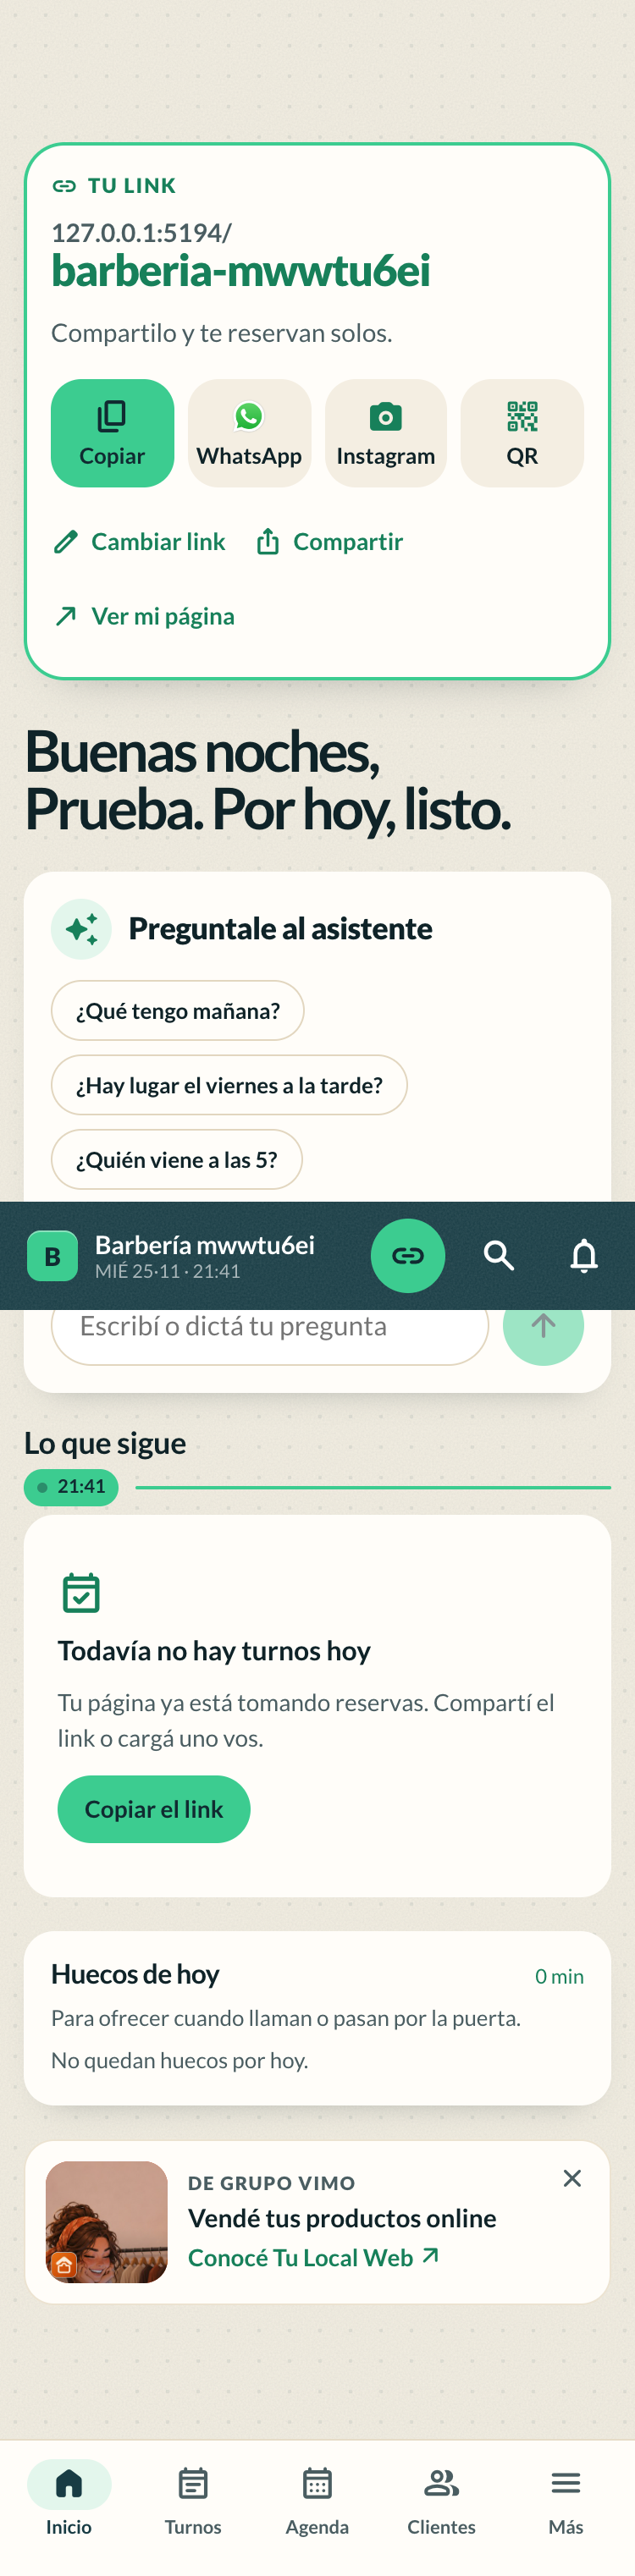 TU LINK
127.0.0.1:5194/
barberia-mwwtu6ei
Compartilo y te reservan solos.
Copiar
WhatsApp
Instagram
QR
Cambiar link
Compartir
Ver mi página
Buenas noches,
Prueba. Por hoy, listo.
Preguntale al asistente
¿Qué tengo mañana?
¿Hay lugar el viernes a la tarde?
¿Quién viene a las 5?
B
Barbería mwwtu6ei
MIÉ 25·11 · 21:41
Escribí o dictá tu pregunta
Lo que sigue
21:41
Todavía no hay turnos hoy
Tu página ya está tomando reservas. Compartí el
link o cargá uno vos.
Copiar el link
Huecos de hoy
0 min
Para ofrecer cuando llaman o pasan por la puerta.
No quedan huecos por hoy.
DE GRUPO VIMO
Vendé tus productos online
Conocé Tu Local Web
Inicio
Turnos
Agenda
Clientes
Más